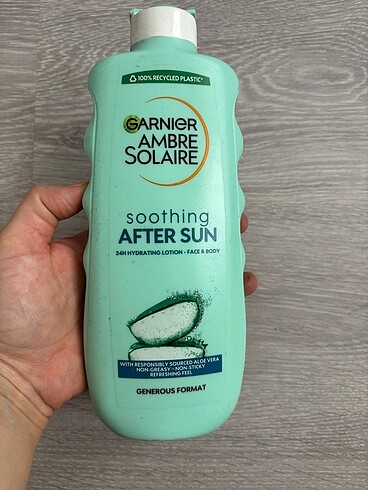 100% RECYCLED PLASTIC*
GARNIER
AMBRE
SOLAIRE
soothing
AFTER SUN
24H HYDRATING LOTION - FACE & BODY
WITH RESPONSIBLY SOURCED ALOE VERA
NON-GREASY - NON-STICKY
REFRESHING FEEL
GENEROUS FORMAT